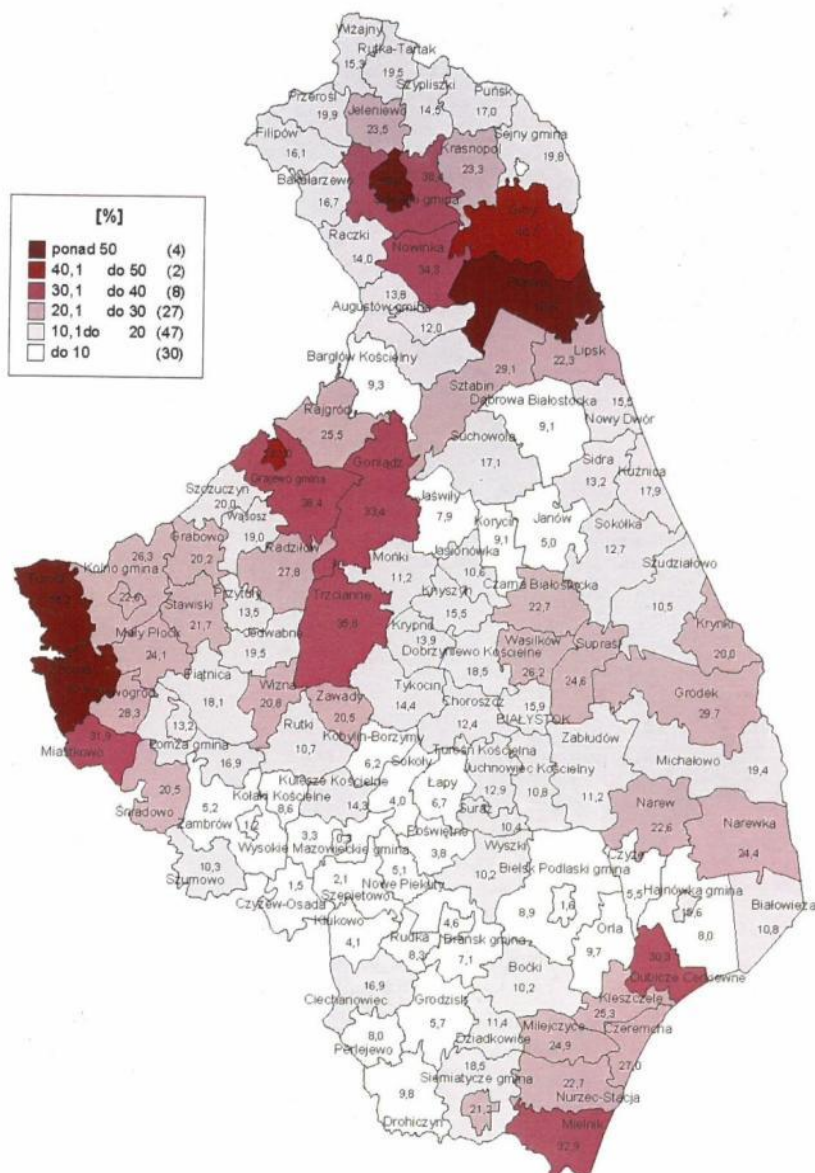 [%]
ponad 50 (4)
40,1 do 50 (2)
30,1 do 40 (8)
20,1 do 30 (27)
10,1 do 20 (47)
do 10 (30)
Wiżajny
15,3
Rutka-Tartak
19,5
Szypliszki
14,5
Puńsk
17,0
Przerośl
19,9
Jeleniewo
23,5
Sejny gmina
19,8
Filipów
16,1
Krasnopol
23,3
38,4
Bakałarzewo
16,7
Raczki
14,0
Nowinka
34,3
13,8
Augustów gmina
12,0
Bargłów Kościelny
9,3
Lipsk
22,3
29,1
Sztabin
Dąbrowa Białostocka
9,1
15,5
Nowy Dwór
Rajgród
25,5
Suchowola
17,1
Sidra
13,2
Kuźnica
17,9
Goniądz
33,4
Grajewo gmina
38,4
Szczuczyn
20,0
Wąsosz
19,0
Jaświły
7,9
Korycin
9,1
Janów
5,0
Sokółka
12,7
Szudziałowo
10,5
Grabowo
20,2
26,3
Kolno gmina
22,6
Radziłów
27,8
Mońki
11,2
Jasionówka
10,6
Czarna Białostocka
22,7
Stawiski
21,7
Przytuły
13,5
Trzcianne
35,8
Knyszyn
15,5
Krypno
13,9
Krynki
20,0
Mały Płock
24,1
Jedwabne
19,5
Dobrzyniewo Kościelne
18,5
Wasilków
26,2
Supraśl
24,6
Gródek
29,7
28,3
Piątnica
18,1
Wizna
20,8
Zawady
20,5
Tykocin
14,4
Choroszcz
12,4
15,9
BIAŁYSTOK
31,9
Miastkowo
13,2
Łomża gmina
16,9
Rutki
10,7
Kobylin-Borzymy
6,2
Sokoły
4,0
Turośń Kościelna
12,9
Juchnowiec Kościelny
10,8
Zabłudów
11,2
Michałowo
19,4
20,5
Śniadowo
5,2
Zambrów
1,2
Kołaki Kościelne
8,6
Kulesze Kościelne
14,3
Łapy
6,7
Suraż
10,4
Narew
22,6
Narewka
24,4
Wysokie Mazowieckie gmina
3,3
Poświętne
3,8
Wyszki
10,2
10,3
Szumowo
1,5
Czyżew-Osada
2,1
Szepietowo
5,1
Nowe Piekuty
Bielsk Podlaski gmina
8,9
1,6
Czyże
5,5
Hajnówka gmina
8,0
Białowieża
10,8
Klukowo
4,1
Rudka
8,3
4,6
Brańsk gmina
7,1
Orla
9,7
30,3
Dubicze Cerkiewne
Boćki
10,2
16,9
Ciechanowiec
Grodzisk
5,7
11,4
Dziadkowice
Kleszczele
25,3
Milejczyce
24,9
Czeremcha
27,0
8,0
Perlejewo
18,5
Siemiatycze gmina
21,2
22,7
Nurzec-Stacja
9,8
Drohiczyn
Mielnik
32,9